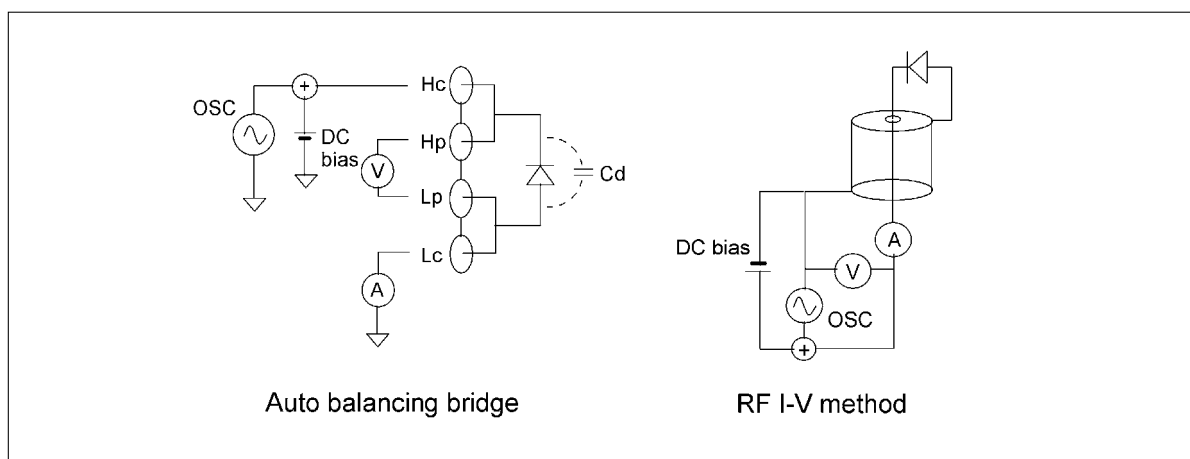 OSC
+
DC
bias
V
A
Hc
Hp
Lp
Lc
Cd
Auto balancing bridge
DC bias
A
V
OSC
+
RF I-V method